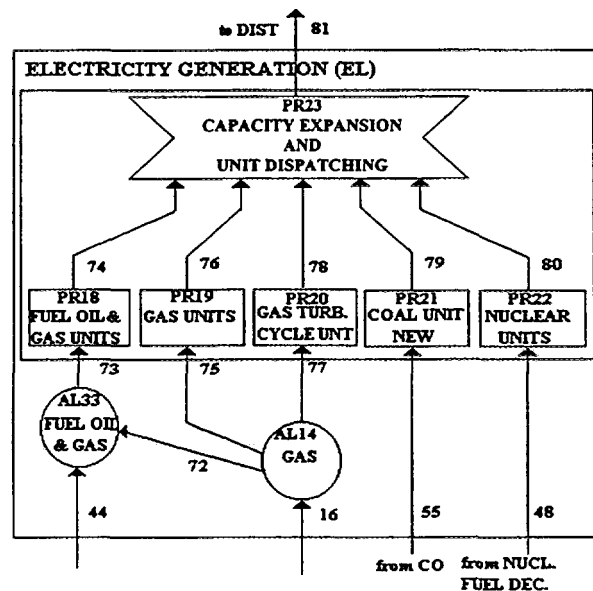 to DIST
81
ELECTRICITY GENERATION (EL)
PR23
CAPACITY EXPANSION
AND
UNIT DISPATCHING
74
76
78
79
80
PR18
FUEL OIL &
GAS UNITS
PR19
GAS UNITS
PR20
GAS TURB.
CYCLE UNT
PR21
COAL UNIT
NEW
PR22
NUCLEAR
UNITS
73
75
77
AL33
FUEL OIL
& GAS
72
AL14
GAS
44
16
55
48
from CO
from NUCL.
FUEL DEC.